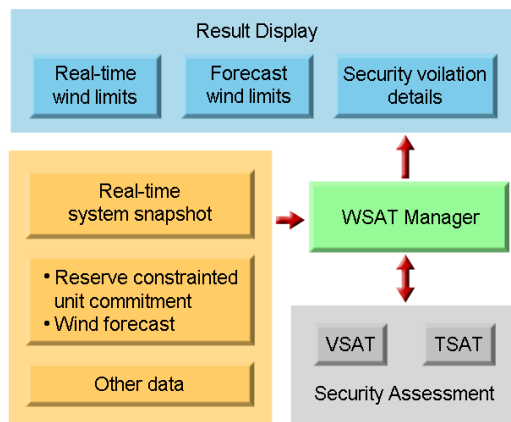 Result Display
Real-time
wind limits
Forecast
wind limits
Security voilation
details
Real-time
system snapshot
• Reserve constrainted
unit commitment
• Wind forecast
Other data
WSAT Manager
VSAT
TSAT
Security Assessment